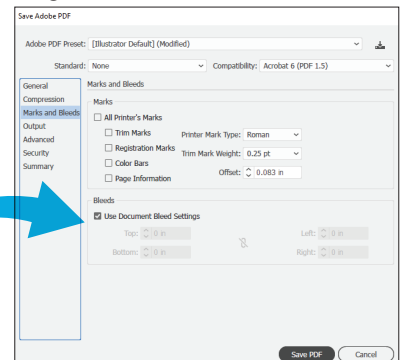 Save Adobe PDF
Adobe PDF Preset: [Illustrator Default] (Modified)
Standard: None Compatibility: Acrobat 6 (PDF 1.5)
General
Compression
Marks and Bleeds
Output
Advanced
Security
Summary
Marks and Bleeds
Marks
All Printer's Marks
Trim Marks Printer Mark Type: Roman
Registration Marks Trim Mark Weight: 0.25 pt
Color Bars
Offset: 0.083 in
Page Information
Bleeds
Use Document Bleed Settings
Top: 0 in Left: 0 in
Bottom: 0 in Right: 0 in
Save PDF Cancel